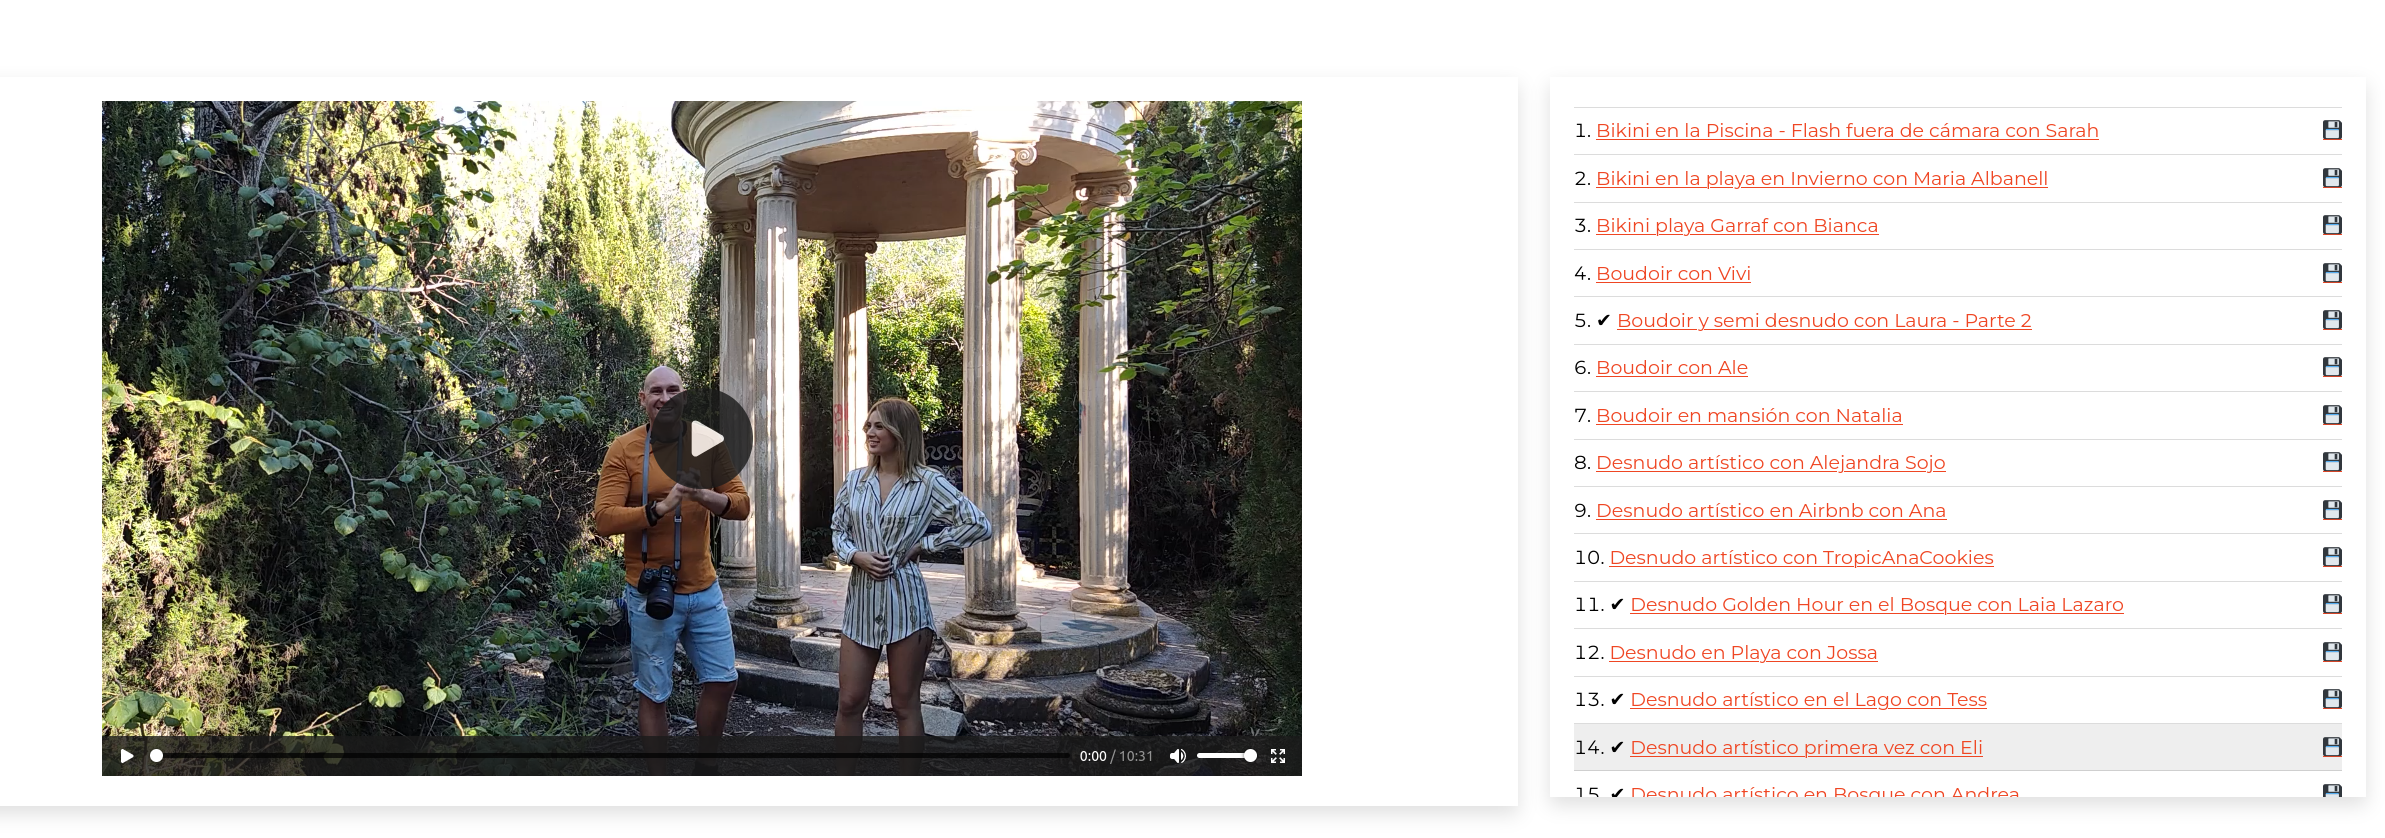 1. Bikini en la Piscina - Flash fuera de cámara con Sarah
2. Bikini en la playa en Invierno con Maria Albanell
3. Bikini playa Garraf con Bianca
4. Boudoir con Vivi
5. ✔ Boudoir y semi desnudo con Laura - Parte 2
6. Boudoir con Ale
7. Boudoir en mansión con Natalia
8. Desnudo artístico con Alejandra Sojo
9. Desnudo artístico en Airbnb con Ana
10. Desnudo artístico con TropicAnaCookies
11. ✔ Desnudo Golden Hour en el Bosque con Laia Lazaro
12. Desnudo en Playa con Jossa
13. ✔ Desnudo artístico en el Lago con Tess
14. ✔ Desnudo artístico primera vez con Eli
15. ✔ Desnudo artístico en Bosque con Andrea
0:00 / 10:31